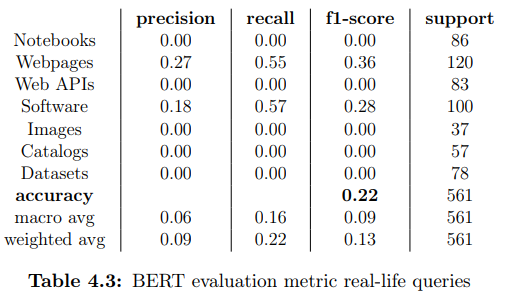 precision recall f1-score support
Notebooks 0.00 0.00 0.00 86
Webpages 0.27 0.55 0.36 120
Web APIs 0.00 0.00 0.00 83
Software 0.18 0.57 0.28 100
Images 0.00 0.00 0.00 37
Catalogs 0.00 0.00 0.00 57
Datasets 0.00 0.00 0.00 78
accuracy 0.22 561
macro avg 0.06 0.16 0.09 561
weighted avg 0.09 0.22 0.13 561
Table 4.3: BERT evaluation metric real-life queries